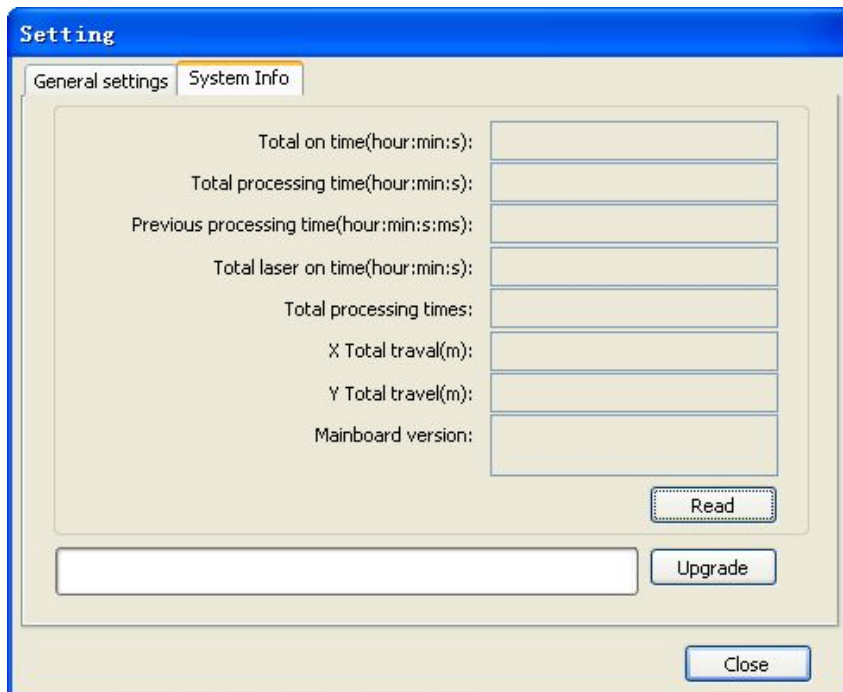 Setting
General settings System Info
Total on time(hour:min:s):
Total processing time(hour:min:s):
Previous processing time(hour:min:s:ms):
Total laser on time(hour:min:s):
Total processing times:
X Total traval(m):
Y Total travel(m):
Mainboard version:
Read
Upgrade
Close